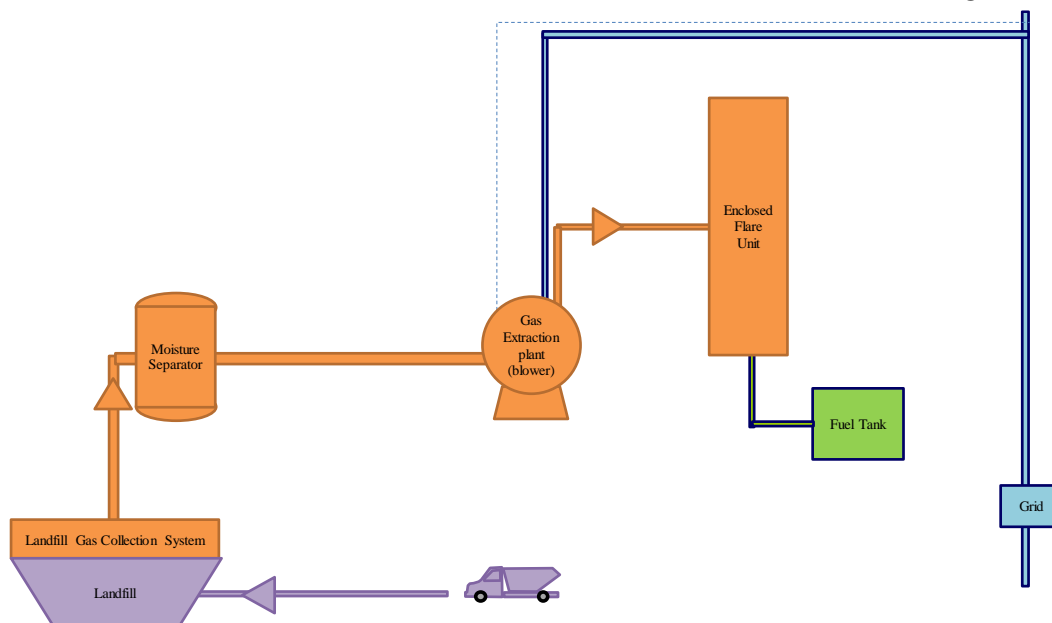 Enclosed
Flare
Unit
Gas
Extraction
plant
(blower)
Moisture
Separator
Fuel Tank
Grid
Landfill Gas Collection System
Landfill